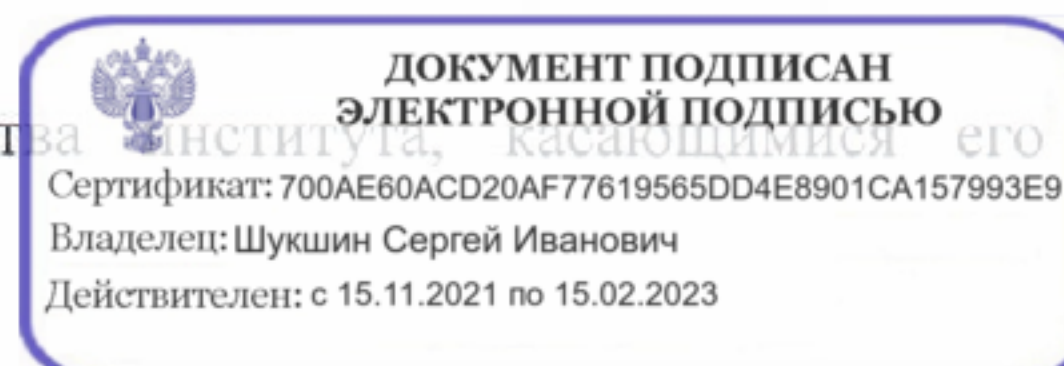 ДОКУМЕНТ ПОДПИСАН
ЭЛЕКТРОННОЙ ПОДПИСЬЮ
тва института, касающимися его
Сертификат: 700AE60ACD20AF77619565DD4E8901CA157993E9
Владелец: Шукшин Сергей Иванович
Действителен: с 15.11.2021 по 15.02.2023